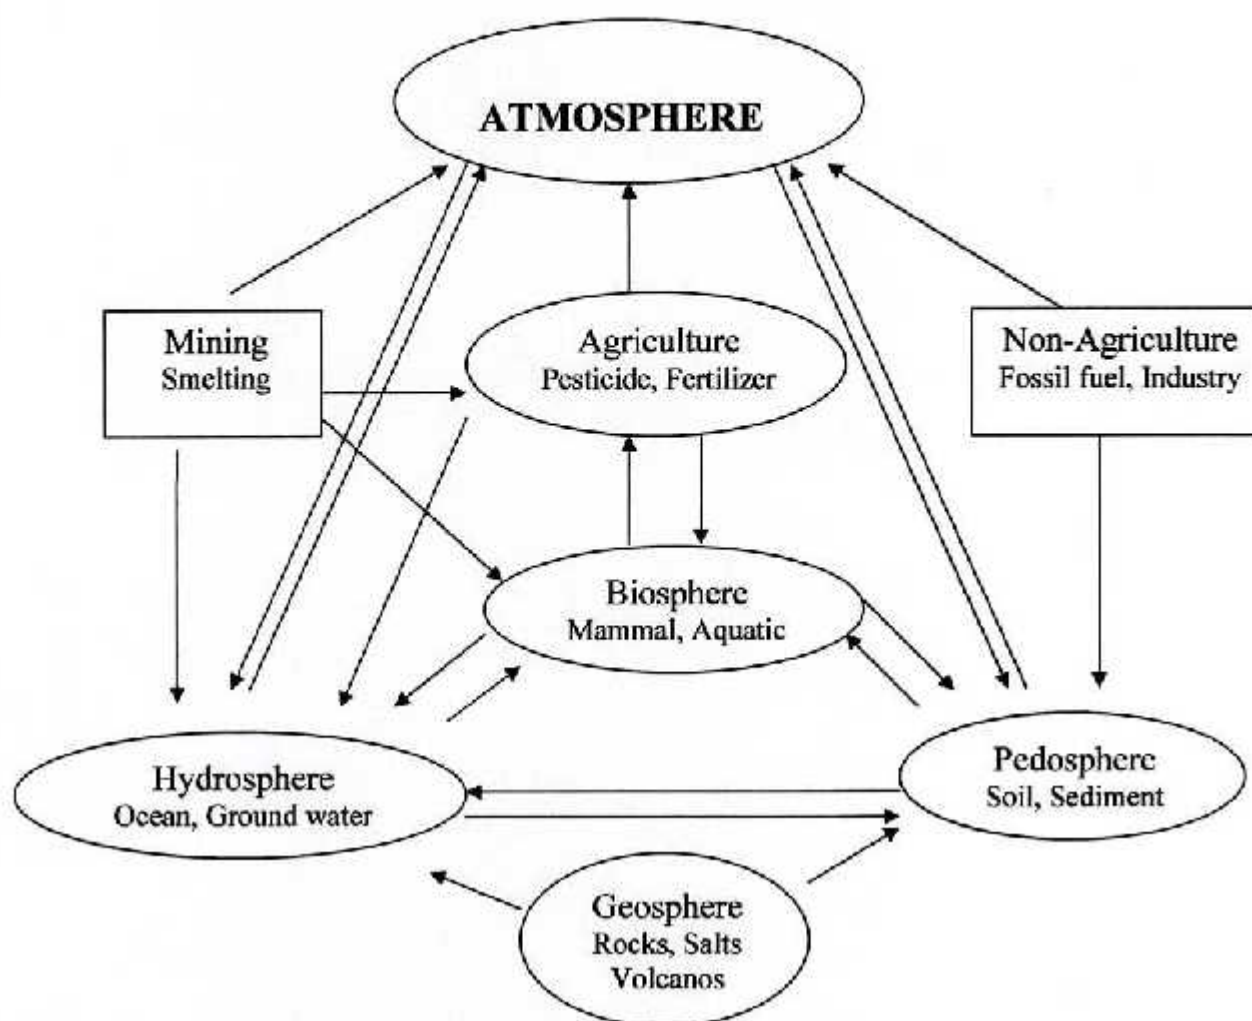 ATMOSPHERE
Mining
Smelting
Agriculture
Pesticide, Fertilizer
Non-Agriculture
Fossil fuel, Industry
Biosphere
Mammal, Aquatic
Hydrosphere
Ocean, Ground water
Pedosphere
Soil, Sediment
Geosphere
Rocks, Salts
Volcanos